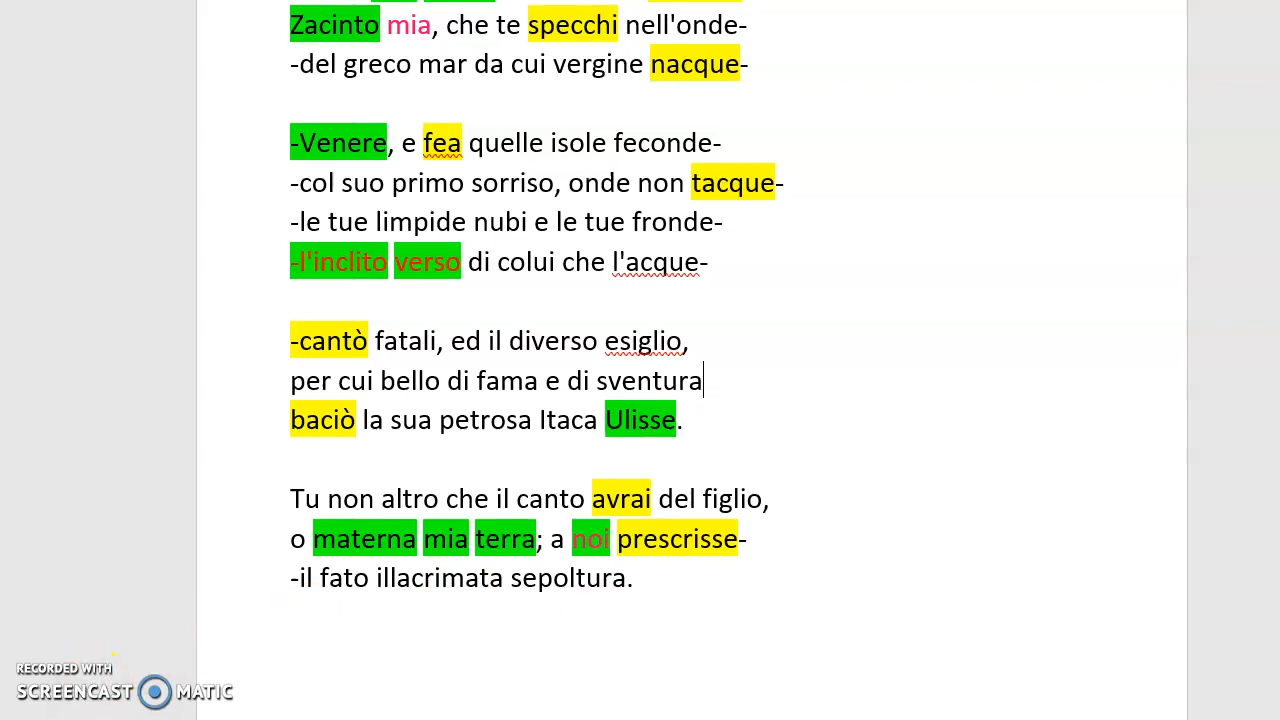 Zacinto mia, che te specchi nell'onde-
-del greco mar da cui vergine nacque-
-Venere, e fea quelle isole feconde-
-col suo primo sorriso, onde non tacque-
-le tue limpide nubi e le tue fronde-
-l'inclito verso di colui che l'acque-
-cantò fatali, ed il diverso esiglio,
per cui bello di fama e di sventura
baciò la sua petrosa Itaca Ulisse.
Tu non altro che il canto avrai del figlio,
o materna mia terra; a noi prescrisse-
-il fato illacrimata sepoltura.
RECORDED WITH
SCREENCAST MATIC